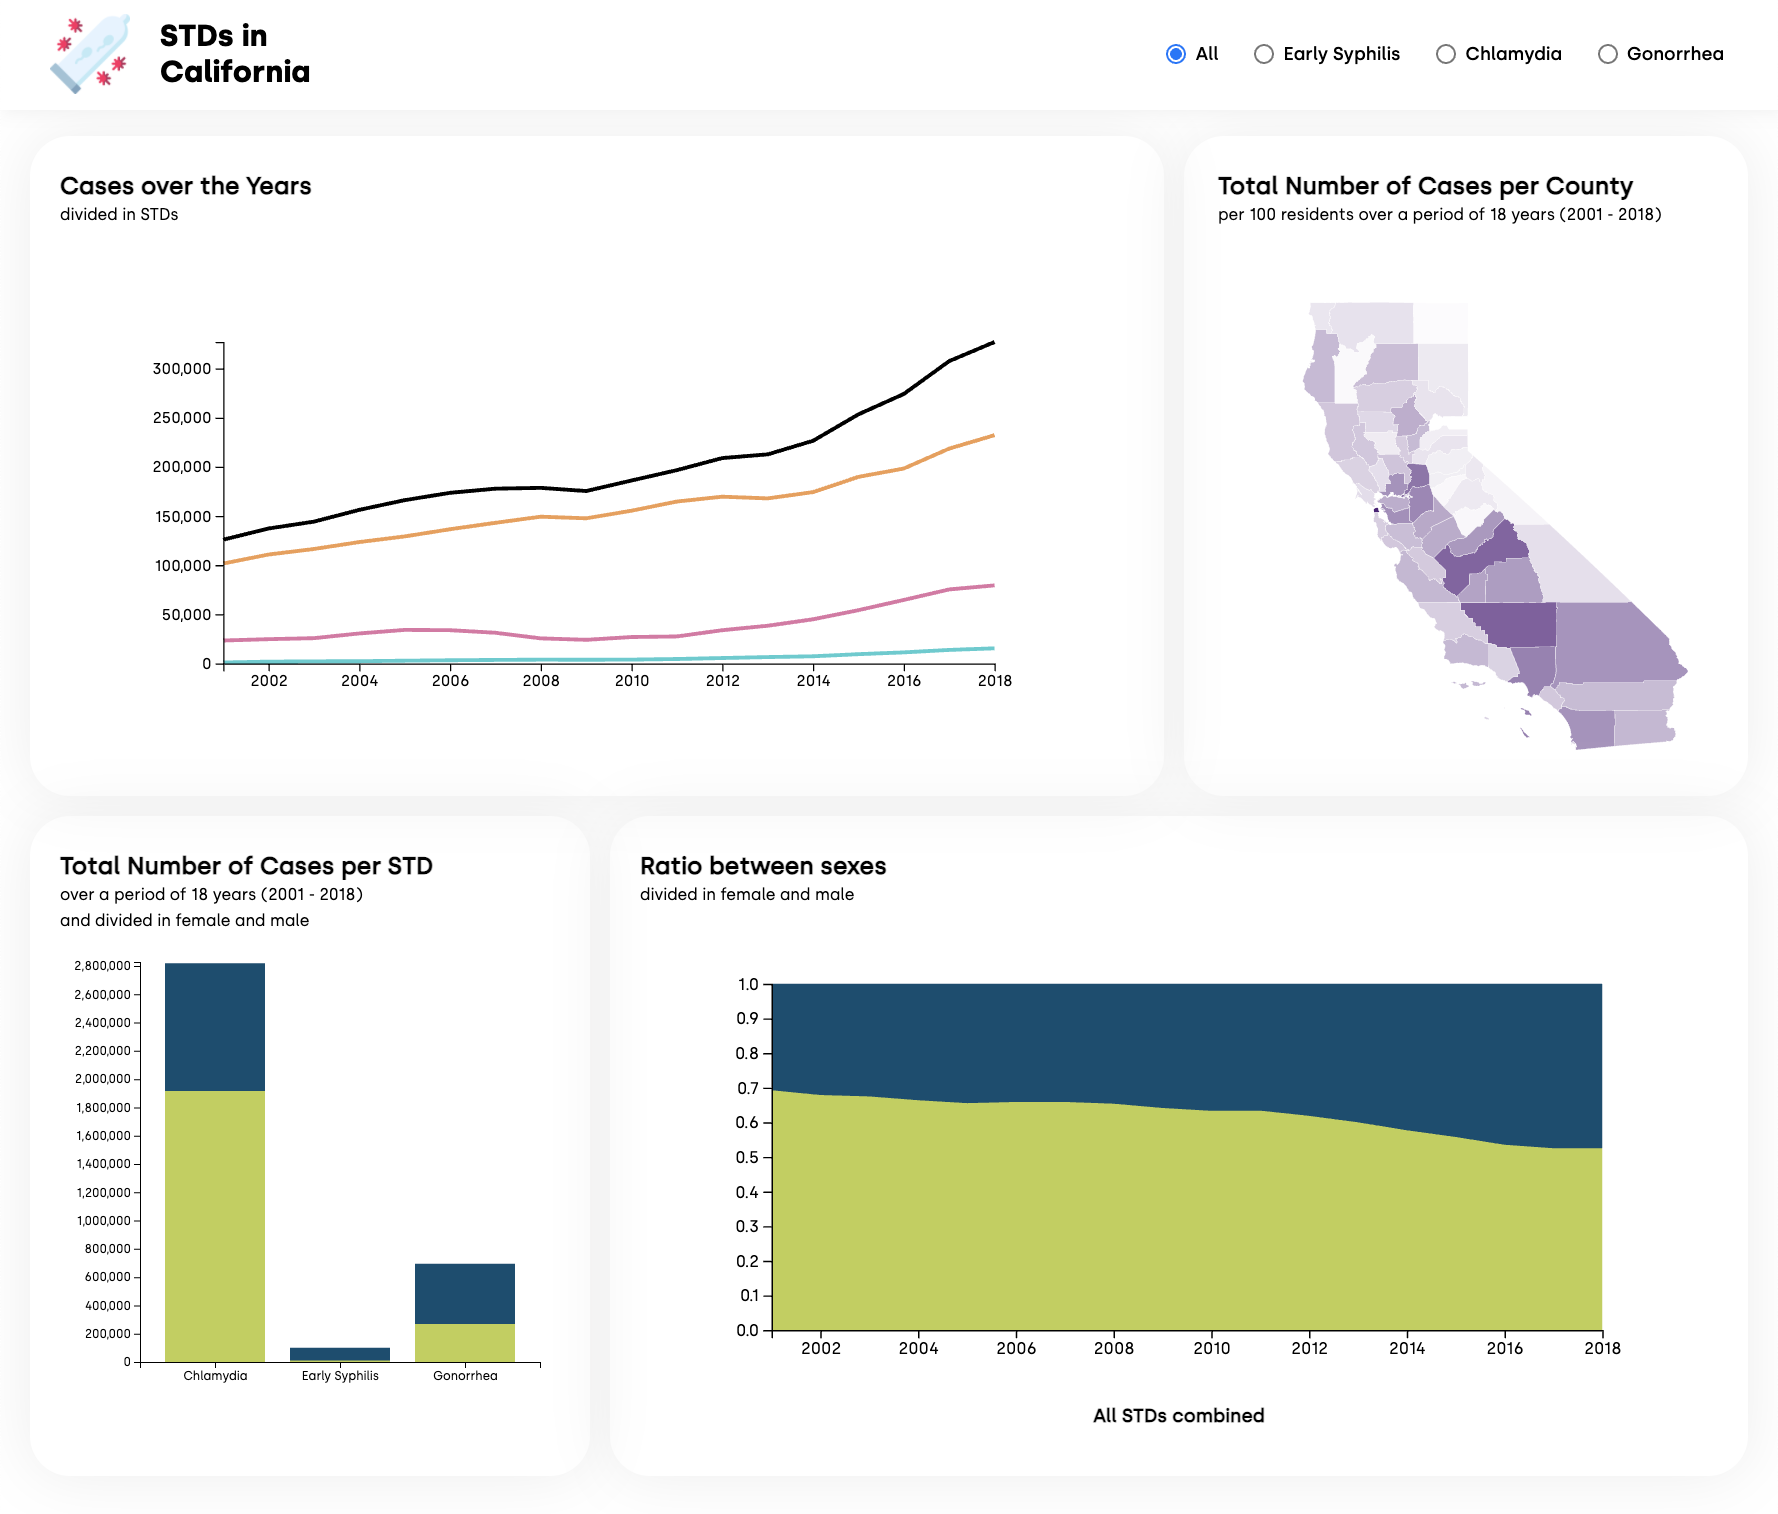 STDs in
California
All
Early Syphilis
Chlamydia
Gonorrhea
Cases over the Years
divided in STDs
300,000
250,000
200,000
150,000
100,000
50,000
0
2002 2004 2006 2008 2010 2012 2014 2016 2018
Total Number of Cases per County
per 100 residents over a period of 18 years (2001 - 2018)
Total Number of Cases per STD
over a period of 18 years (2001 - 2018)
and divided in female and male
2,800,000
2,600,000
2,400,000
2,200,000
2,000,000
1,800,000
1,600,000
1,400,000
1,200,000
1,000,000
800,000
600,000
400,000
200,000
0
Chlamydia Early Syphilis Gonorrhea
Ratio between sexes
divided in female and male
1.0
0.9
0.8
0.7
0.6
0.5
0.4
0.3
0.2
0.1
0.0
2002 2004 2006 2008 2010 2012 2014 2016 2018
All STDs combined